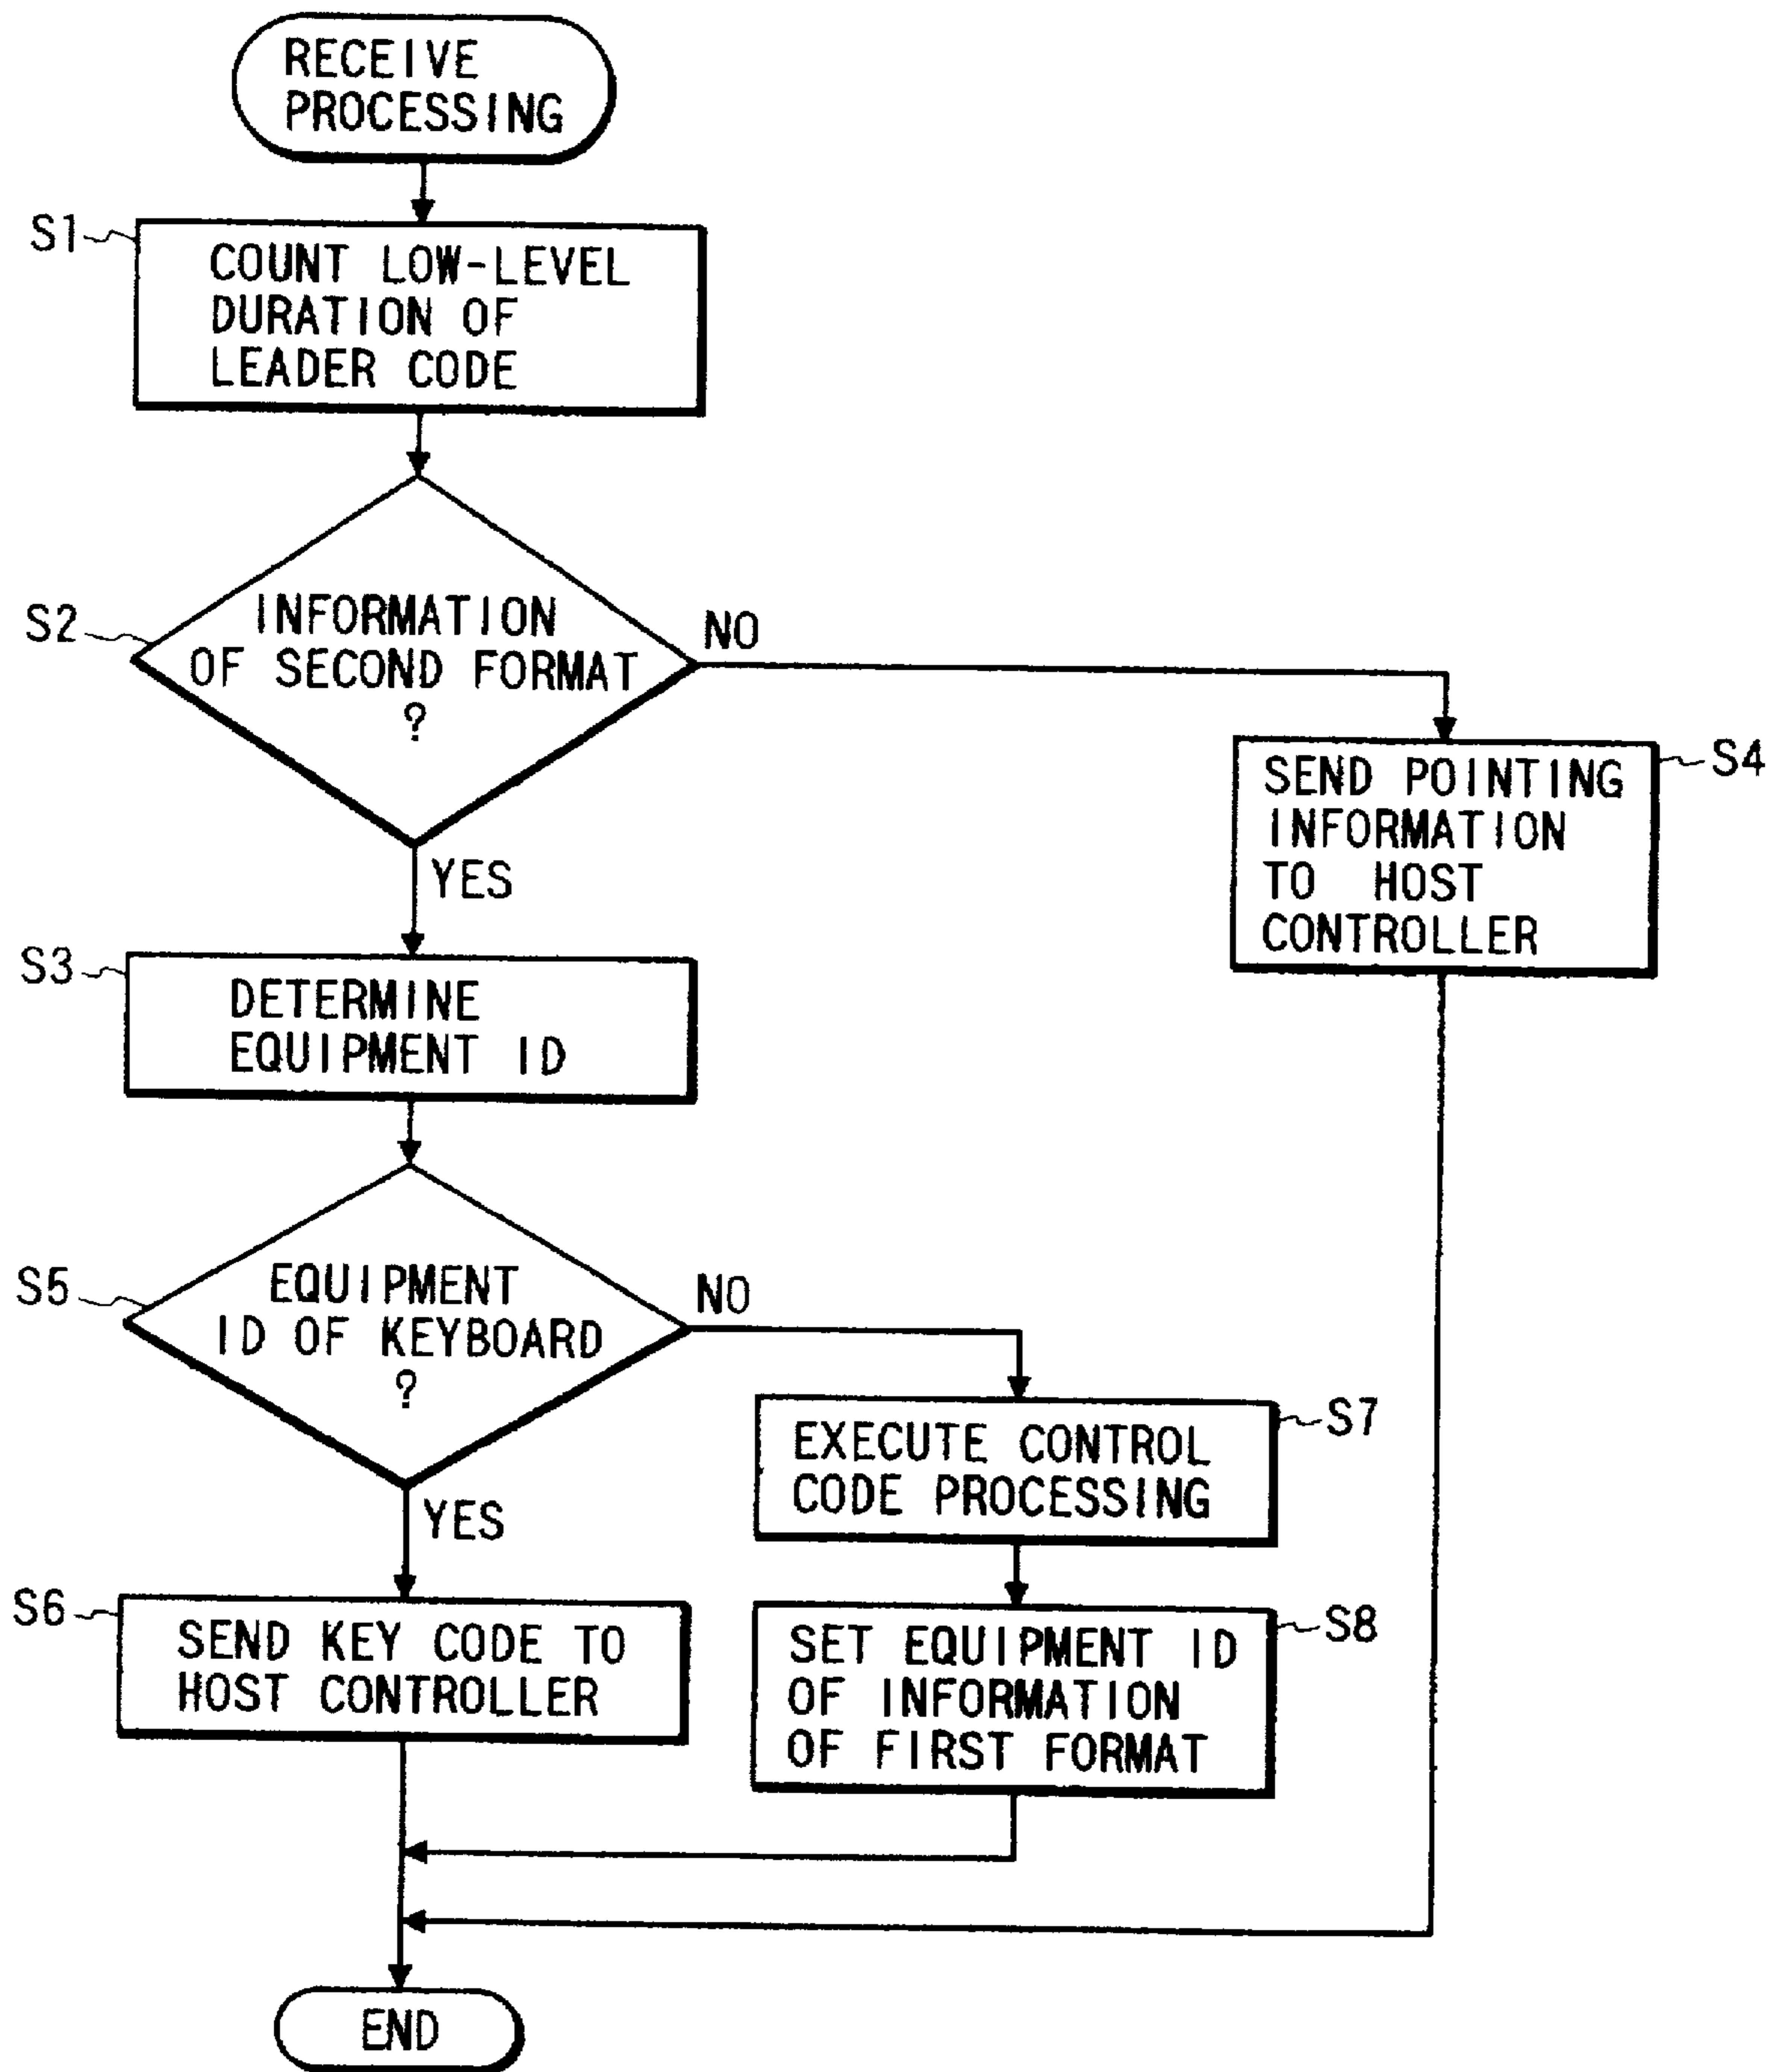 RECEIVE
PROCESSING
S1
COUNT LOW-LEVEL
DURATION OF
LEADER CODE
S2
INFORMATION
OF SECOND FORMAT
?
NO
YES
S4
SEND POINTING
INFORMATION
TO HOST
CONTROLLER
S3
DETERMINE
EQUIPMENT ID
S5
EQUIPMENT
ID OF KEYBOARD
?
NO
YES
S7
EXECUTE CONTROL
CODE PROCESSING
S6
SEND KEY CODE TO
HOST CONTROLLER
S8
SET EQUIPMENT ID
OF INFORMATION
OF FIRST FORMAT
END